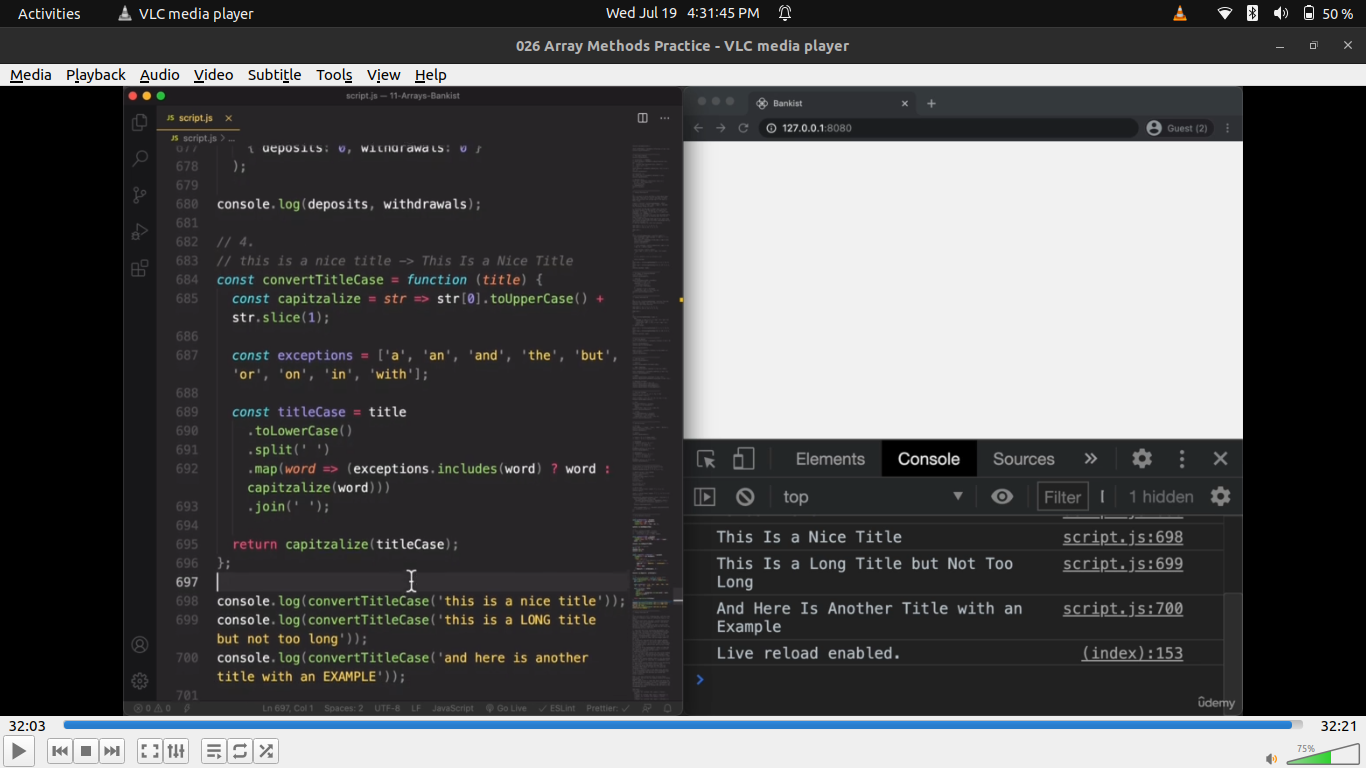 Activities
VLC media player
Wed Jul 19 4:31:45 PM
50 %
026 Array Methods Practice - VLC media player
Media Playback Audio Video Subtitle Tools View Help
script.js — 11-Arrays-Bankist
JS script.js ×
JS script.js > ...
677 { deposits: 0, withdrawals: 0 }
678 );
679
680 console.log(deposits, withdrawals);
681
682 // 4.
683 // this is a nice title -> This Is a Nice Title
684 const convertTitleCase = function (title) {
685 const capitzalize = str => str[0].toUpperCase() +
str.slice(1);
686
687 const exceptions = ['a', 'an', 'and', 'the', 'but',
'or', 'on', 'in', 'with'];
688
689 const titleCase = title
690 .toLowerCase()
691 .split(' ')
692 .map(word => (exceptions.includes(word) ? word :
capitzalize(word)))
693 .join(' ');
694
695 return capitzalize(titleCase);
696 };
697
698 console.log(convertTitleCase('this is a nice title'));
699 console.log(convertTitleCase('this is a LONG title
but not too long'));
700 console.log(convertTitleCase('and here is another
title with an EXAMPLE'));
701
0 0
Ln 697, Col 1 Spaces: 2 UTF-8 LF JavaScript Go Live ESLint Prettier: ✓
Bankist
127.0.0.1:8080
Guest (2)
Elements Console Sources »
top
Filter
1 hidden
This Is a Nice Title script.js:698
This Is a Long Title but Not Too script.js:699
Long
And Here Is Another Title with an script.js:700
Example
Live reload enabled. (index):153
>
ûdemy
32:03
32:21
75%